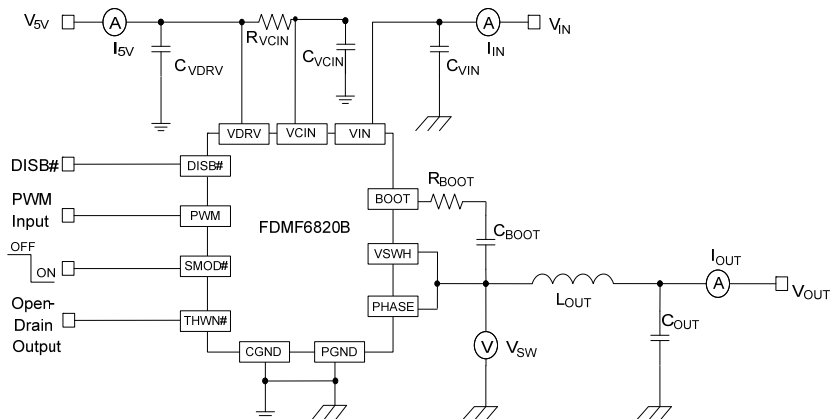 V5V
A
I5V
RVCIN
CVDRV
CVCIN
CVIN
A
IIN
VIN
VDRV
VCIN
VIN
DISB#
DISB#
PWM
Input
PWM
OFF
ON
SMOD#
Open-
Drain
Output
THWN#
FDMF6820B
BOOT
RBOOT
CBOOT
VSWH
PHASE
CGND
PGND
V
VSW
LOUT
IOUT
A
COUT
VOUT